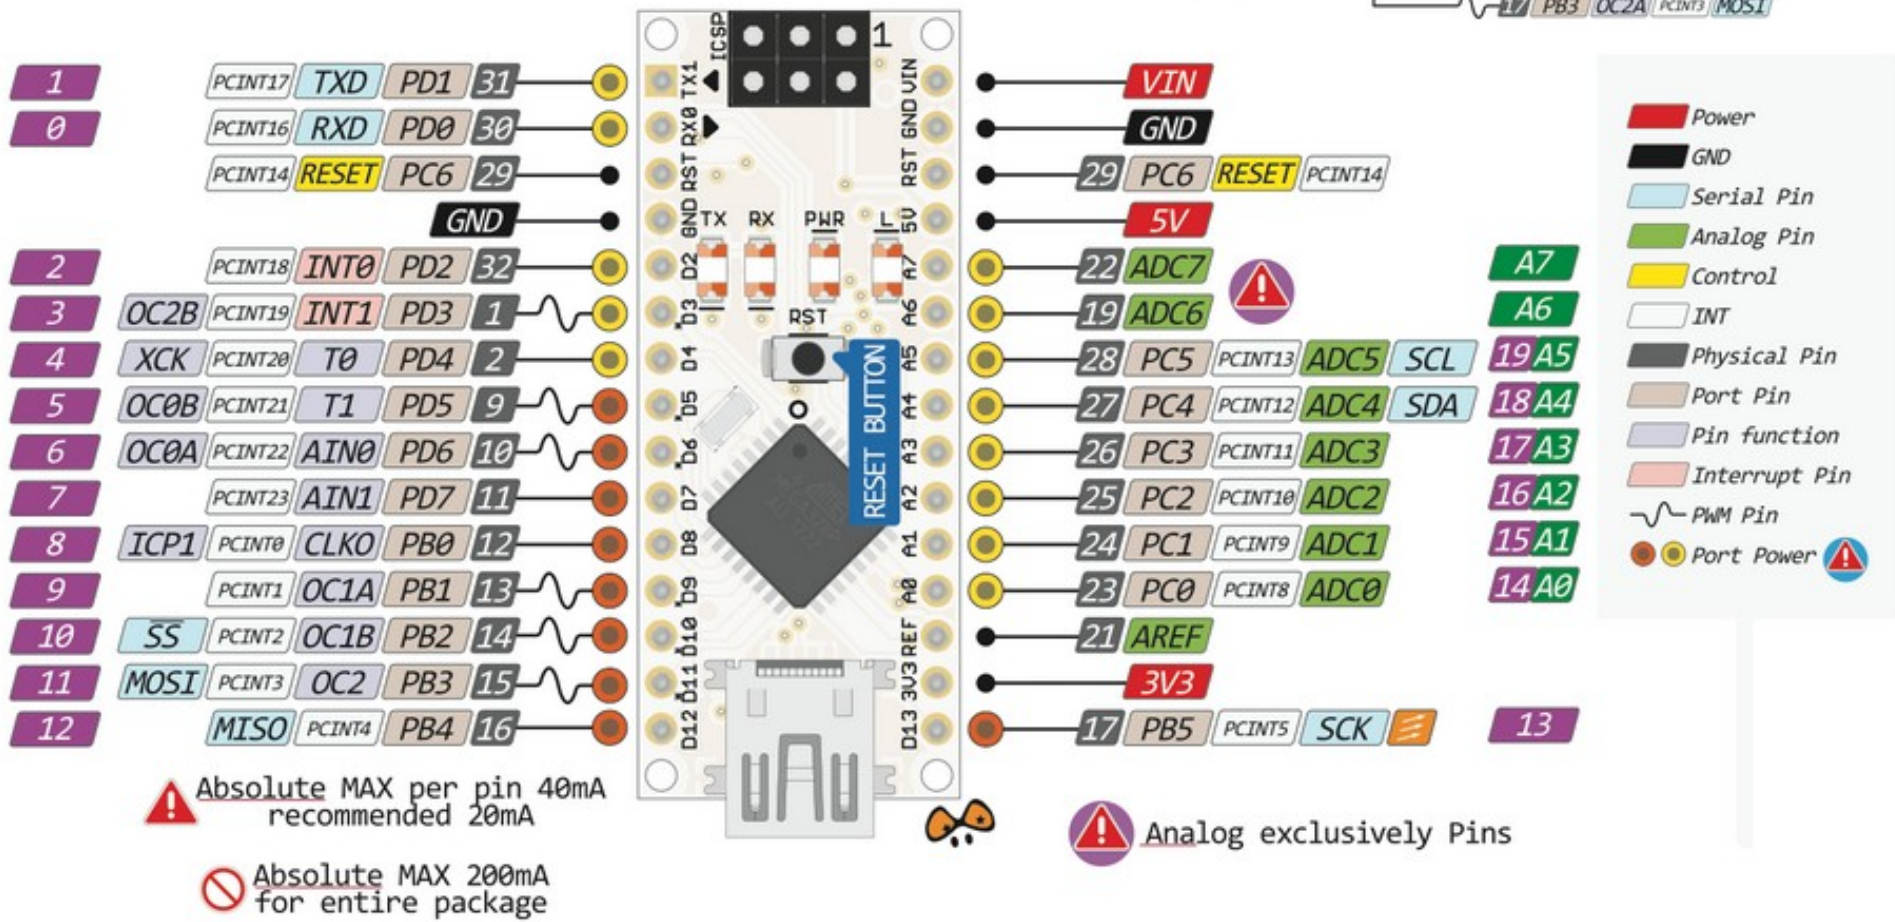 17 PB3 OC2A PCINT3 MOSI
ICSP 1
1 PCINT17 TXD PD1 31 TX1 VIN VIN
0 PCINT16 RXD PD0 30 RX0 GND GND
PCINT14 RESET PC6 29 RST RST 29 PC6 RESET PCINT14
GND GND 5V 5V
TX RX PWR L
2 PCINT18 INT0 PD2 32 D2 A7 22 ADC7 A7
3 OC2B PCINT19 INT1 PD3 1 D3 A6 19 ADC6 A6
RST
4 XCK PCINT20 T0 PD4 2 D4 A5 28 PC5 PCINT13 ADC5 SCL 19 A5
5 OC0B PCINT21 T1 PD5 9 D5 A4 27 PC4 PCINT12 ADC4 SDA 18 A4
6 OC0A PCINT22 AIN0 PD6 10 D6 A3 26 PC3 PCINT11 ADC3 17 A3
7 PCINT23 AIN1 PD7 11 D7 A2 25 PC2 PCINT10 ADC2 16 A2
8 ICP1 PCINT0 CLKO PB0 12 D8 A1 24 PC1 PCINT9 ADC1 15 A1
9 PCINT1 OC1A PB1 13 D9 A0 23 PC0 PCINT8 ADC0 14 A0
10 SS PCINT2 OC1B PB2 14 D10 REF 21 AREF
11 MOSI PCINT3 OC2 PB3 15 D11 3V3 3V3
12 MISO PCINT4 PB4 16 D12 D13 17 PB5 PCINT5 SCK 13
RESET BUTTON
Power
GND
Serial Pin
Analog Pin
Control
INT
Physical Pin
Port Pin
Pin function
Interrupt Pin
PWM Pin
Port Power
Absolute MAX per pin 40mA
recommended 20mA
Absolute MAX 200mA
for entire package
Analog exclusively Pins